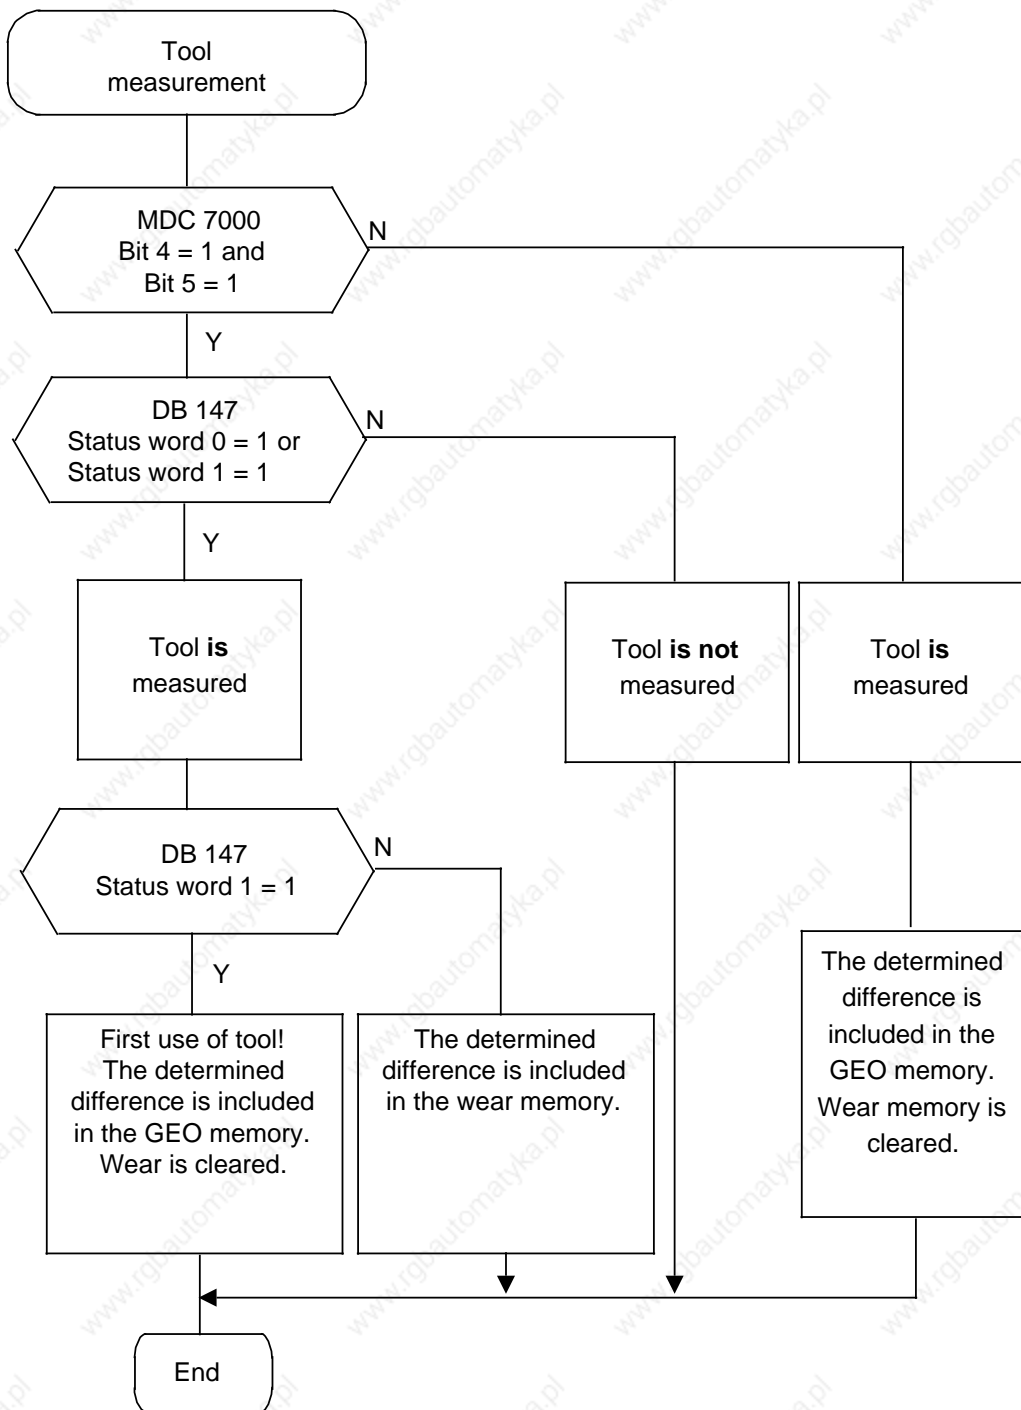 Tool
measurement
MDC 7000
Bit 4 = 1 and
Bit 5 = 1
N
Y
DB 147
Status word 0 = 1 or
Status word 1 = 1
N
Y
Tool is
measured
Tool is not
measured
Tool is
measured
DB 147
Status word 1 = 1
N
Y
First use of tool!
The determined
difference is included
in the GEO memory.
Wear is cleared.
The determined
difference is included
in the wear memory.
The determined
difference is
included in the
GEO memory.
Wear memory is
cleared.
End
www.rgbautomatyka.pl